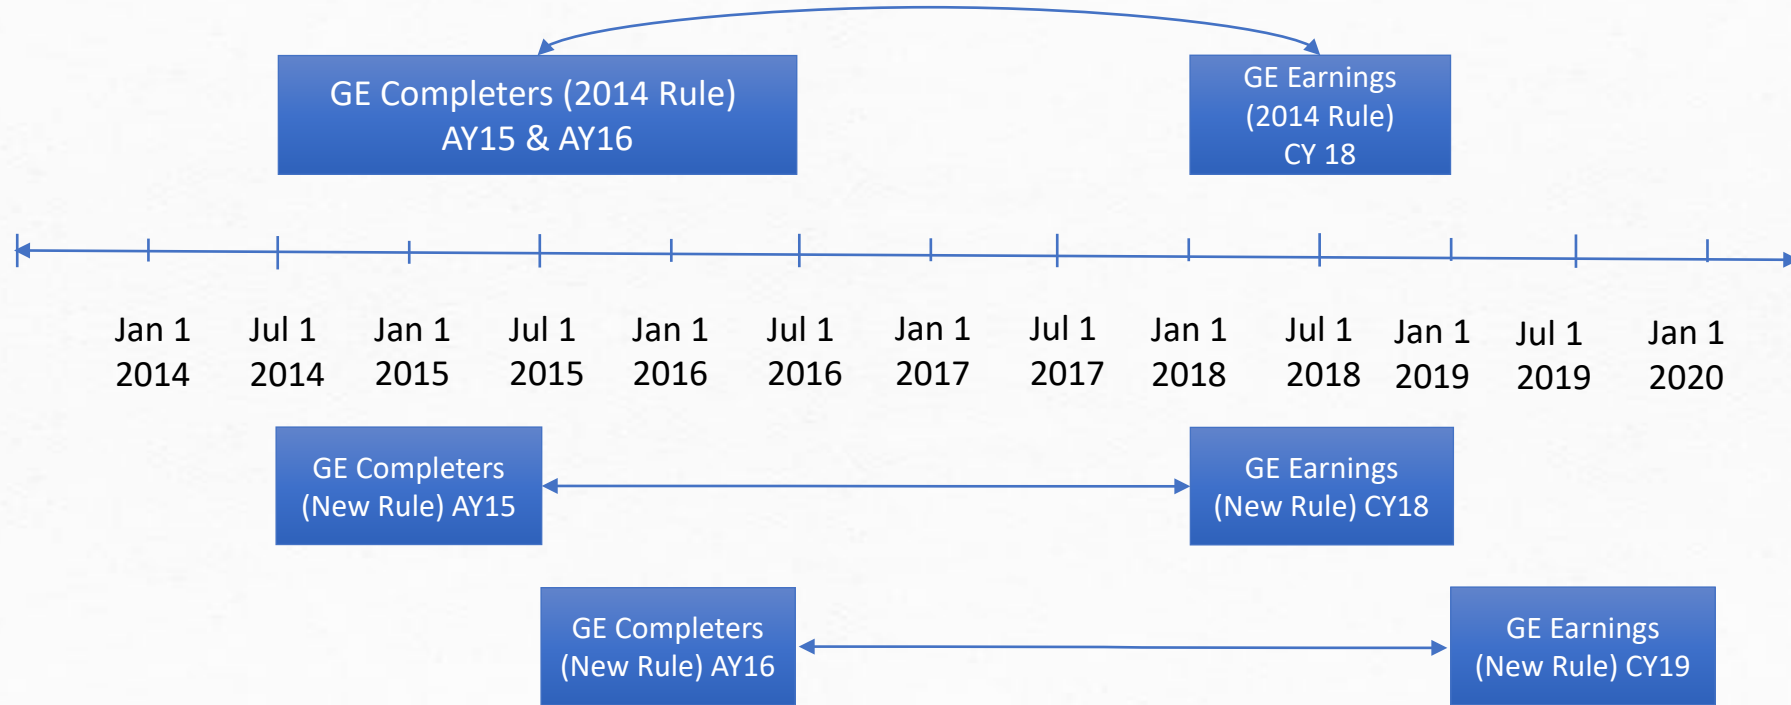 GE Completers (2014 Rule)
AY15 & AY16
GE Earnings
(2014 Rule)
CY 18
Jan 1
2014
Jul 1
2014
Jan 1
2015
Jul 1
2015
Jan 1
2016
Jul 1
2016
Jan 1
2017
Jul 1
2017
Jan 1
2018
Jul 1
2018
Jan 1
2019
Jul 1
2019
Jan 1
2020
GE Completers
(New Rule) AY15
GE Earnings
(New Rule) CY18
GE Completers
(New Rule) AY16
GE Earnings
(New Rule) CY19